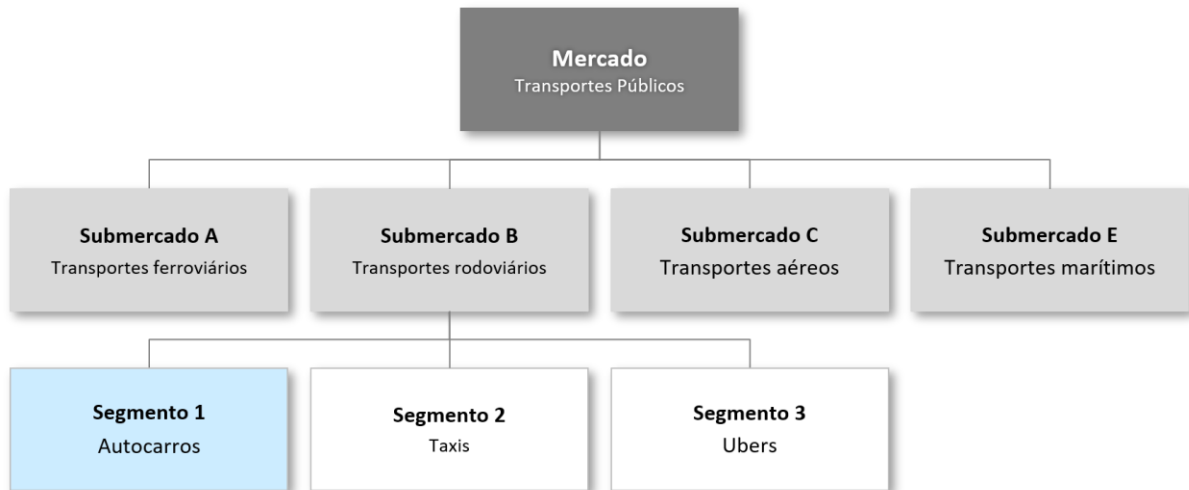 Mercado
Transportes Públicos
Submercado A
Transportes ferroviários
Submercado B
Transportes rodoviários
Submercado C
Transportes aéreos
Submercado E
Transportes marítimos
Segmento 1
Autocarros
Segmento 2
Taxis
Segmento 3
Ubers